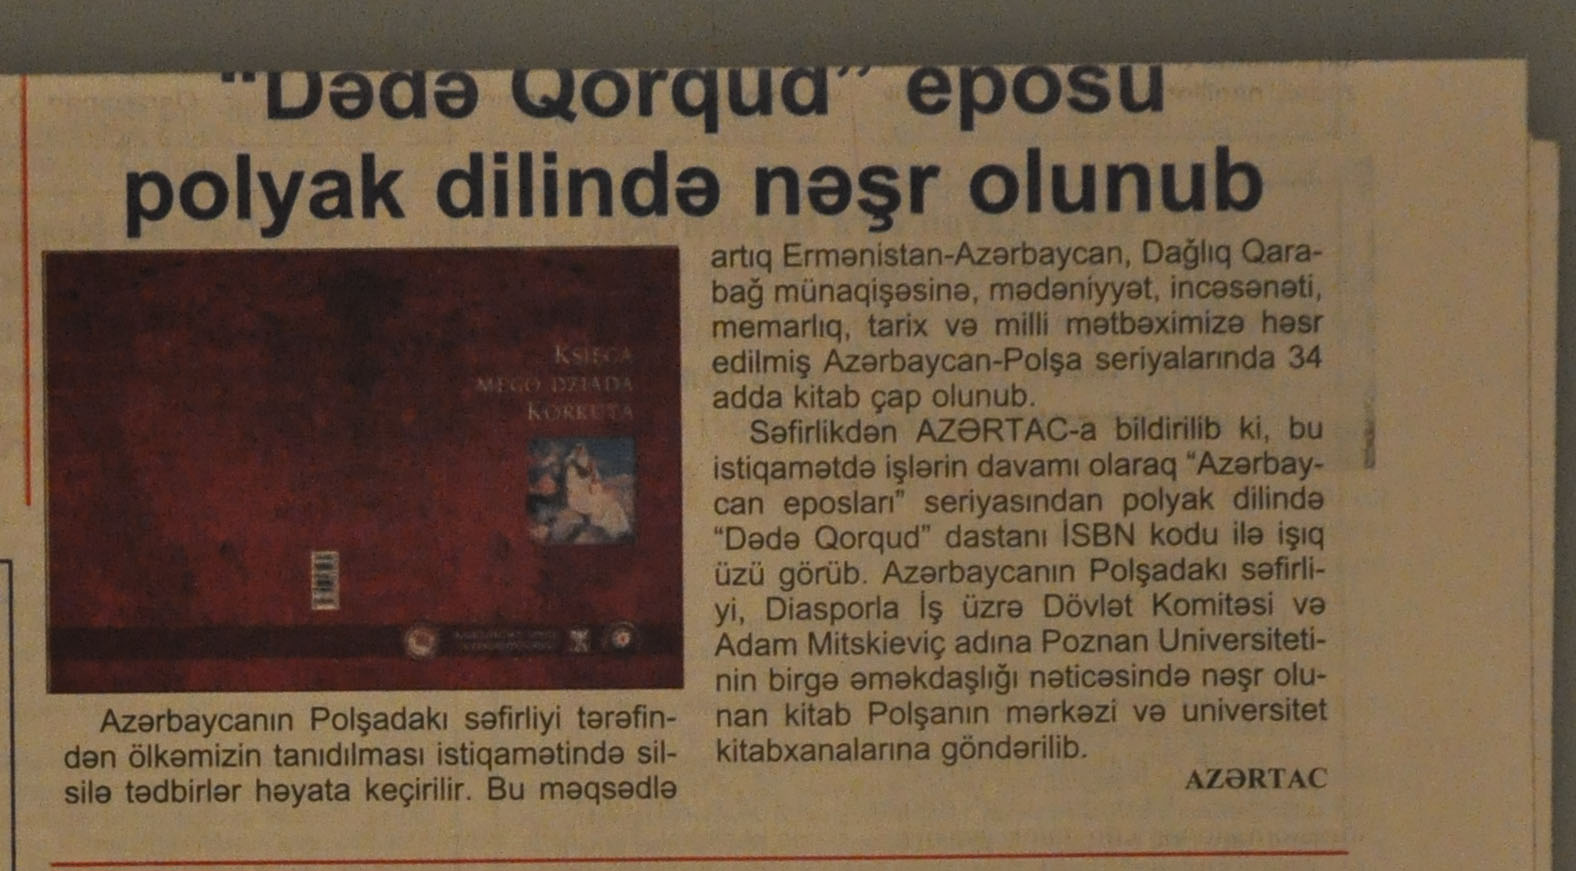 "Dədə Qorqud" eposu
polyak dilində nəşr olunub
KSIĘGA
MEGO DZIADA
KORKUTA
Azərbaycanın Polşadakı səfirliyi tərəfin-
dən ölkəmizin tanıdılması istiqamətində sil-
silə tədbirlər həyata keçirilir. Bu məqsədlə
artıq Ermənistan-Azərbaycan, Dağlıq Qara-
bağ münaqişəsinə, mədəniyyət, incəsənəti,
memarlıq, tarix və milli mətbəximizə həsr
edilmiş Azərbaycan-Polşa seriyalarında 34
adda kitab çap olunub.
Səfirlikdən AZƏRTAC-a bildirilib ki, bu
istiqamətdə işlərin davamı olaraq "Azərbay-
can eposları" seriyasından polyak dilində
"Dədə Qorqud" dastanı İSBN kodu ilə işıq
üzü görüb. Azərbaycanın Polşadakı səfirli-
yi, Diasporla İş üzrə Dövlət Komitəsi və
Adam Mitskieviç adına Poznan Universiteti-
nin birgə əməkdaşlığı nəticəsində nəşr olu-
nan kitab Polşanın mərkəzi və universitet
kitabxanalarına göndərilib.
AZƏRTAC